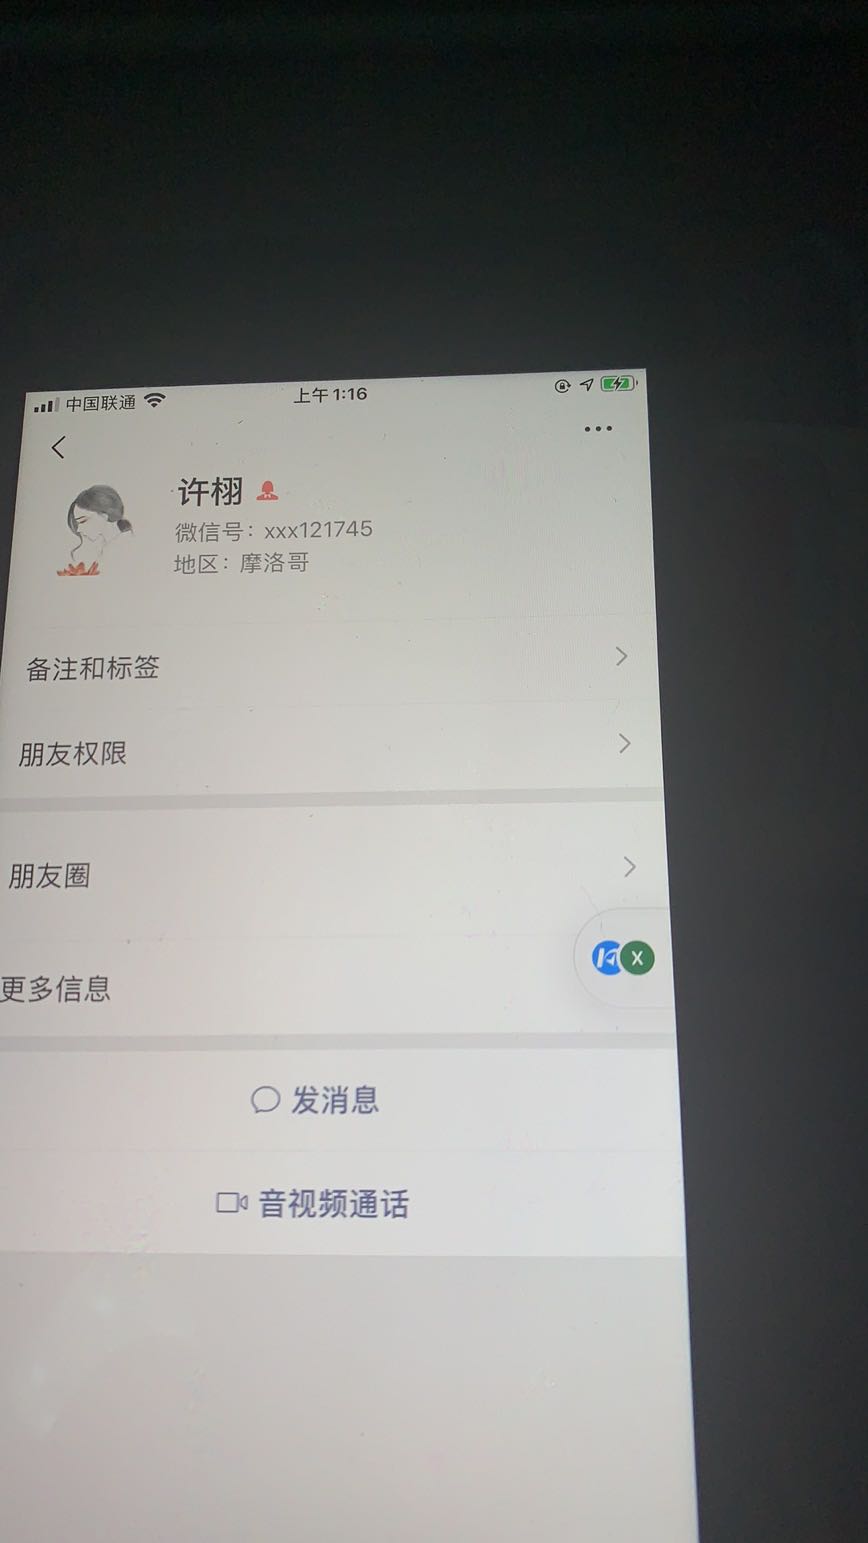 中国联通 上午1:16
许栩
微信号：xxx121745
地区：摩洛哥
备注和标签
朋友权限
朋友圈
更多信息
X
发消息
音视频通话